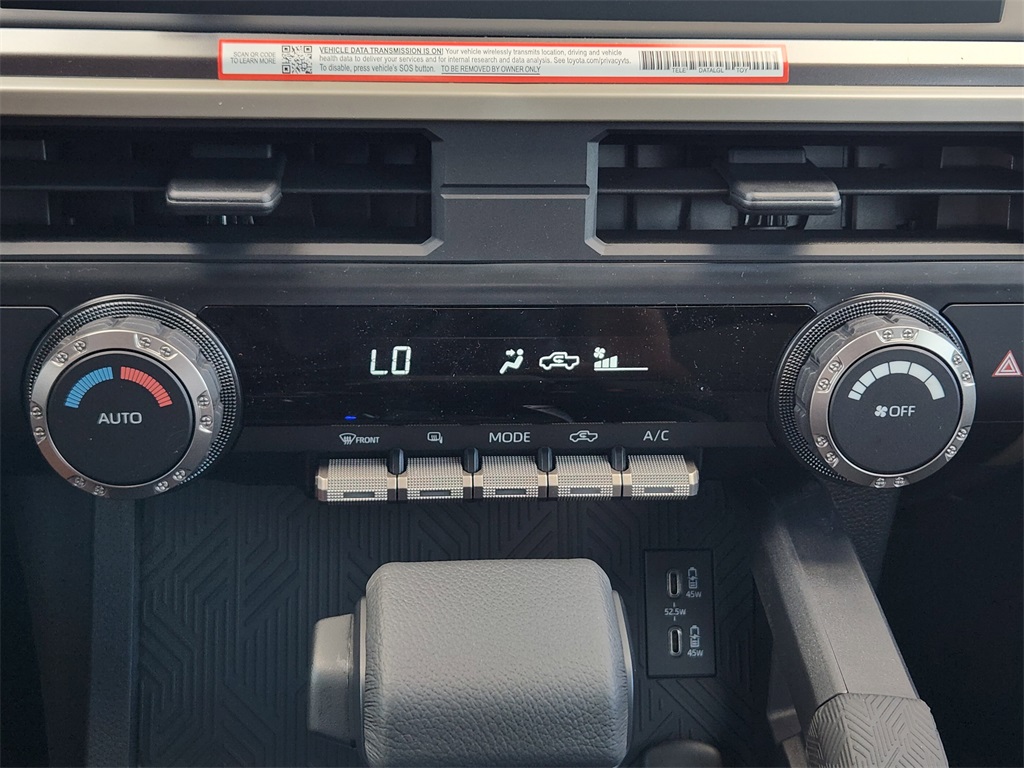 SCAN QR CODE
TO LEARN MORE
VEHICLE DATA TRANSMISSION IS ON! Your vehicle wirelessly transmits location, driving and vehicle
health data to deliver your services and for internal research and data analysis. See toyota.com/privacyvts.
To disable, press vehicle's SOS button. TO BE REMOVED BY OWNER ONLY
TELE DATALGL TOY
LO
AUTO
OFF
FRONT
MODE
A/C
45W
52.5W
45W